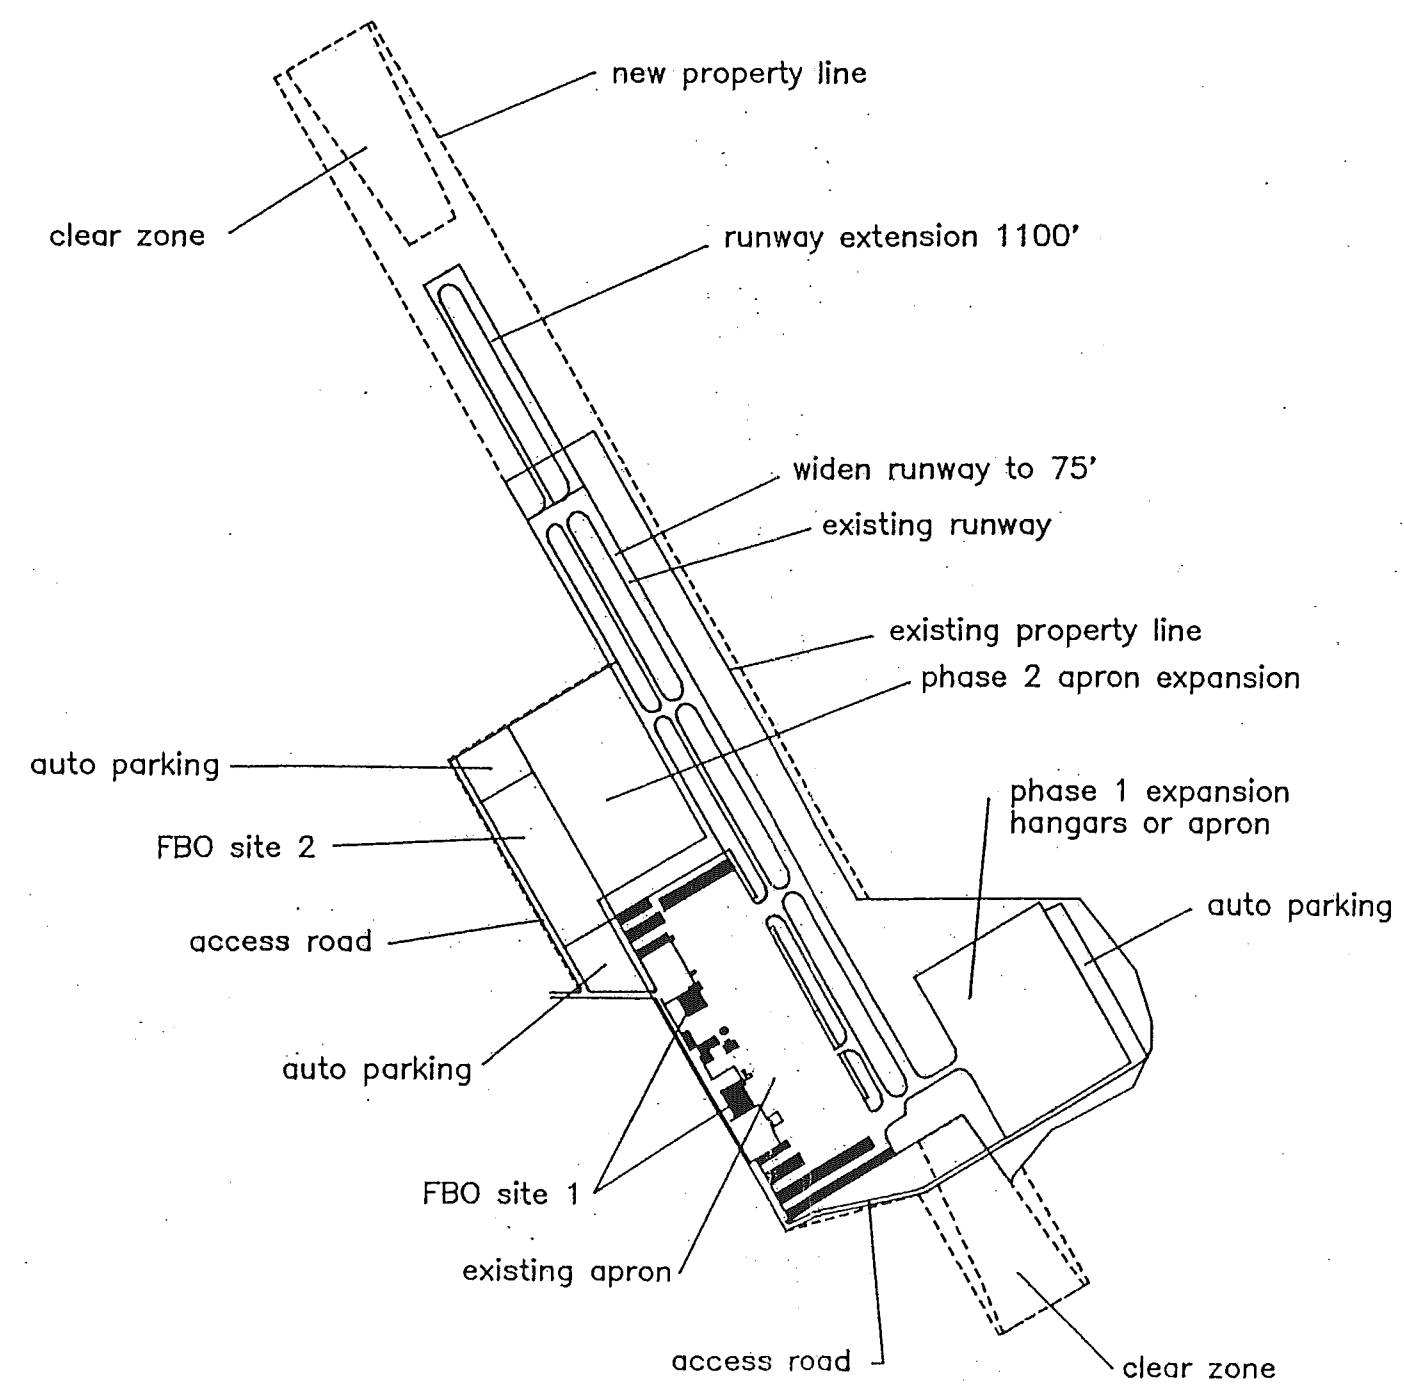 new property line
clear zone
runway extension 1100'
widen runway to 75'
existing runway
existing property line
phase 2 apron expansion
auto parking
phase 1 expansion
hangars or apron
FBO site 2
auto parking
access road
auto parking
FBO site 1
existing apron
access road
clear zone